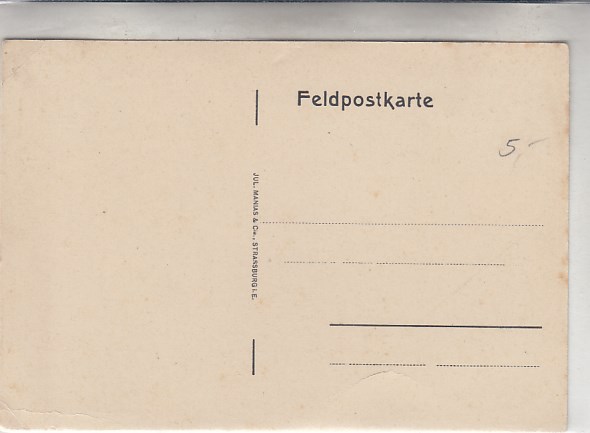 Feldpostkarte
5,-
JUL. MANIAS & Cie., STRASSBURG i. E.